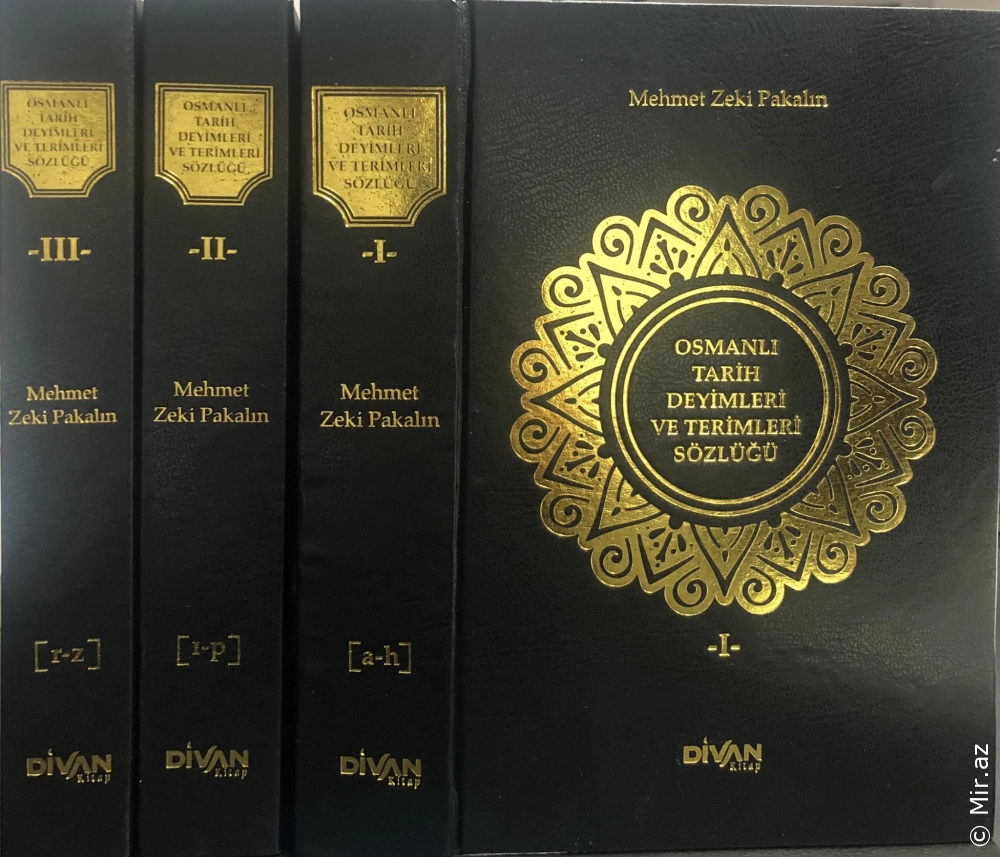 OSMANLI
TARİH
DEYİMLERİ
VE TERİMLERİ
SÖZLÜĞÜ
-III-
Mehmet
Zeki Pakalın
[r-z]
DİVAN
Kitap
OSMANLI
TARİH
DEYİMLERİ
VE TERİMLERİ
SÖZLÜĞÜ
-II-
Mehmet
Zeki Pakalın
[ı-p]
DİVAN
Kitap
OSMANLI
TARİH
DEYİMLERİ
VE TERİMLERİ
SÖZLÜĞÜ
-I-
Mehmet
Zeki Pakalın
[a-h]
DİVAN
Kitap
Mehmet Zeki Pakalın
OSMANLI
TARİH
DEYİMLERİ
VE TERİMLERİ
SÖZLÜĞÜ
-I-
DİVAN
Kitap
© Mir.az